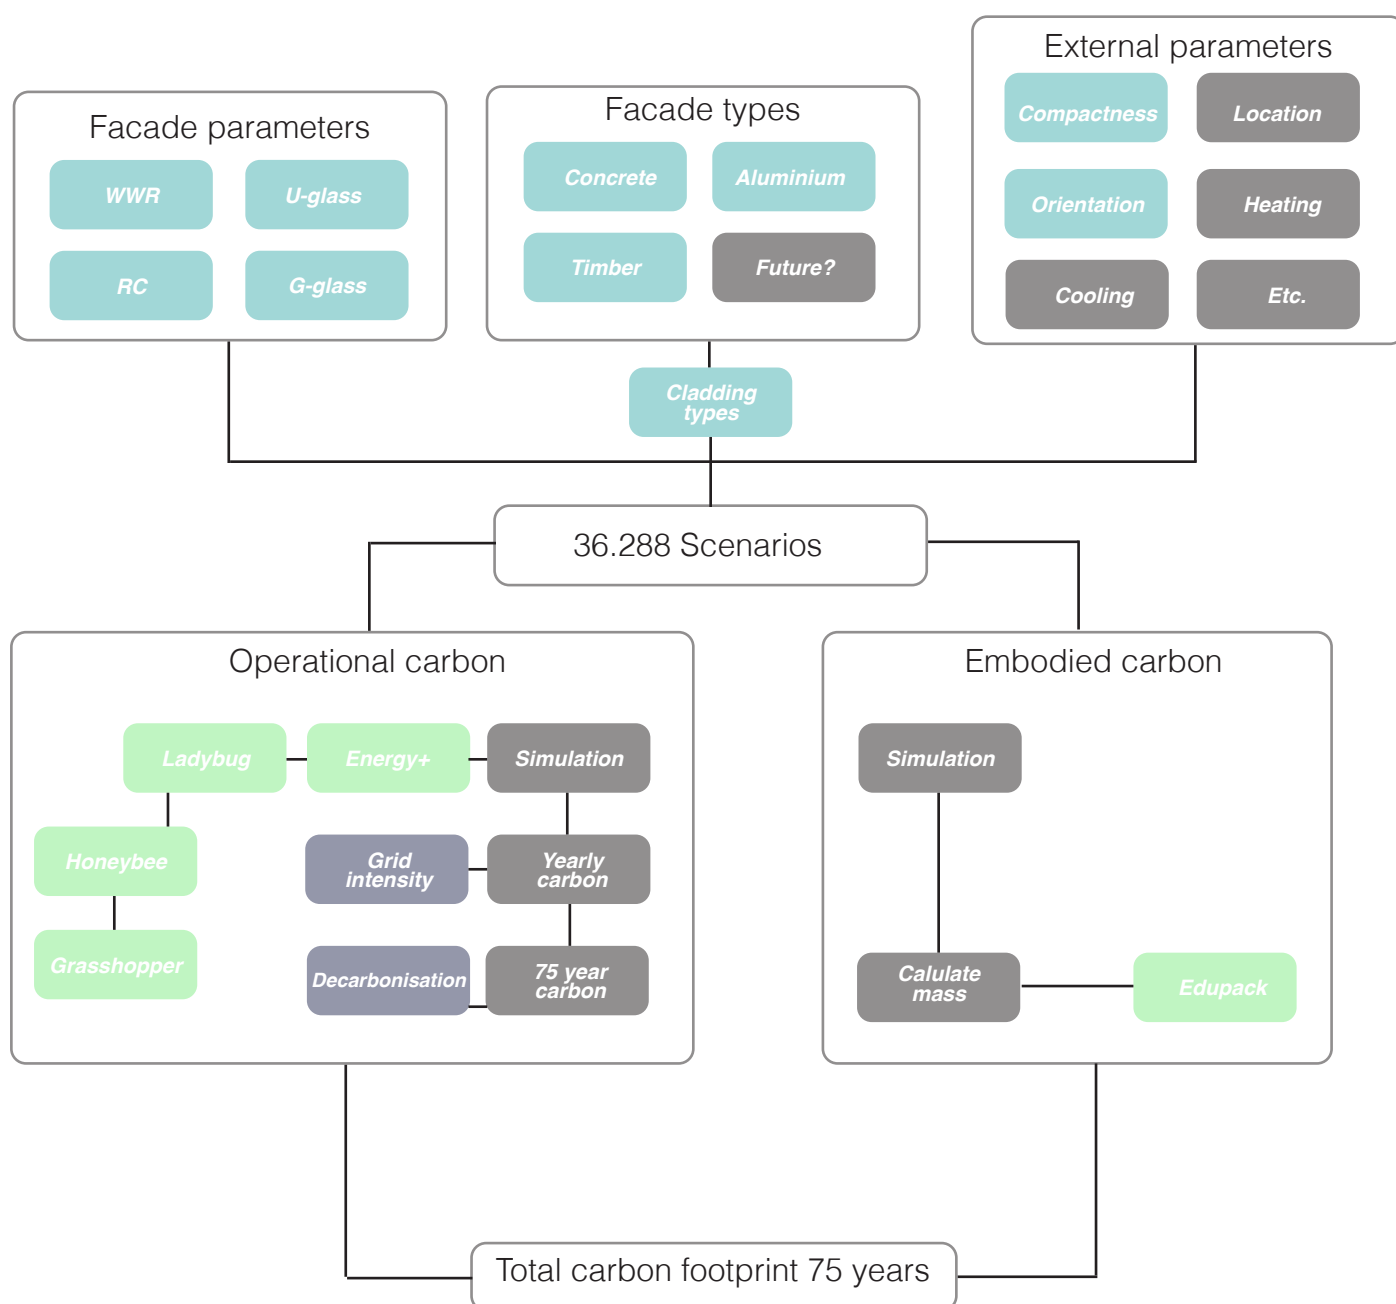 Facade parameters
WWR
U-glass
RC
G-glass
Facade types
Concrete
Aluminium
Timber
Future?
External parameters
Compactness
Location
Orientation
Heating
Cooling
Etc.
Cladding
types
36.288 Scenarios
Operational carbon
Ladybug
Energy+
Simulation
Honeybee
Grid
intensity
Yearly
carbon
Grasshopper
Decarbonisation
75 year
carbon
Embodied carbon
Simulation
Calulate
mass
Edupack
Total carbon footprint 75 years